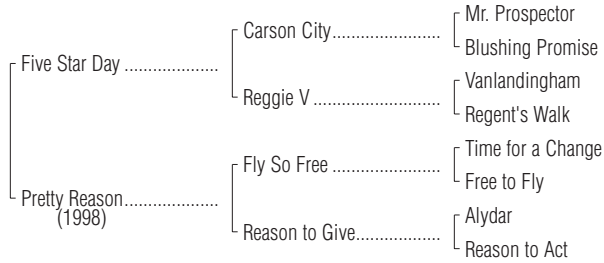 Mr. Prospector
Carson City
Blushing Promise
Five Star Day
Vanlandingham
Reggie V
Regent's Walk
Time for a Change
Fly So Free
Free to Fly
Pretty Reason
(1998)
Alydar
Reason to Give
Reason to Act